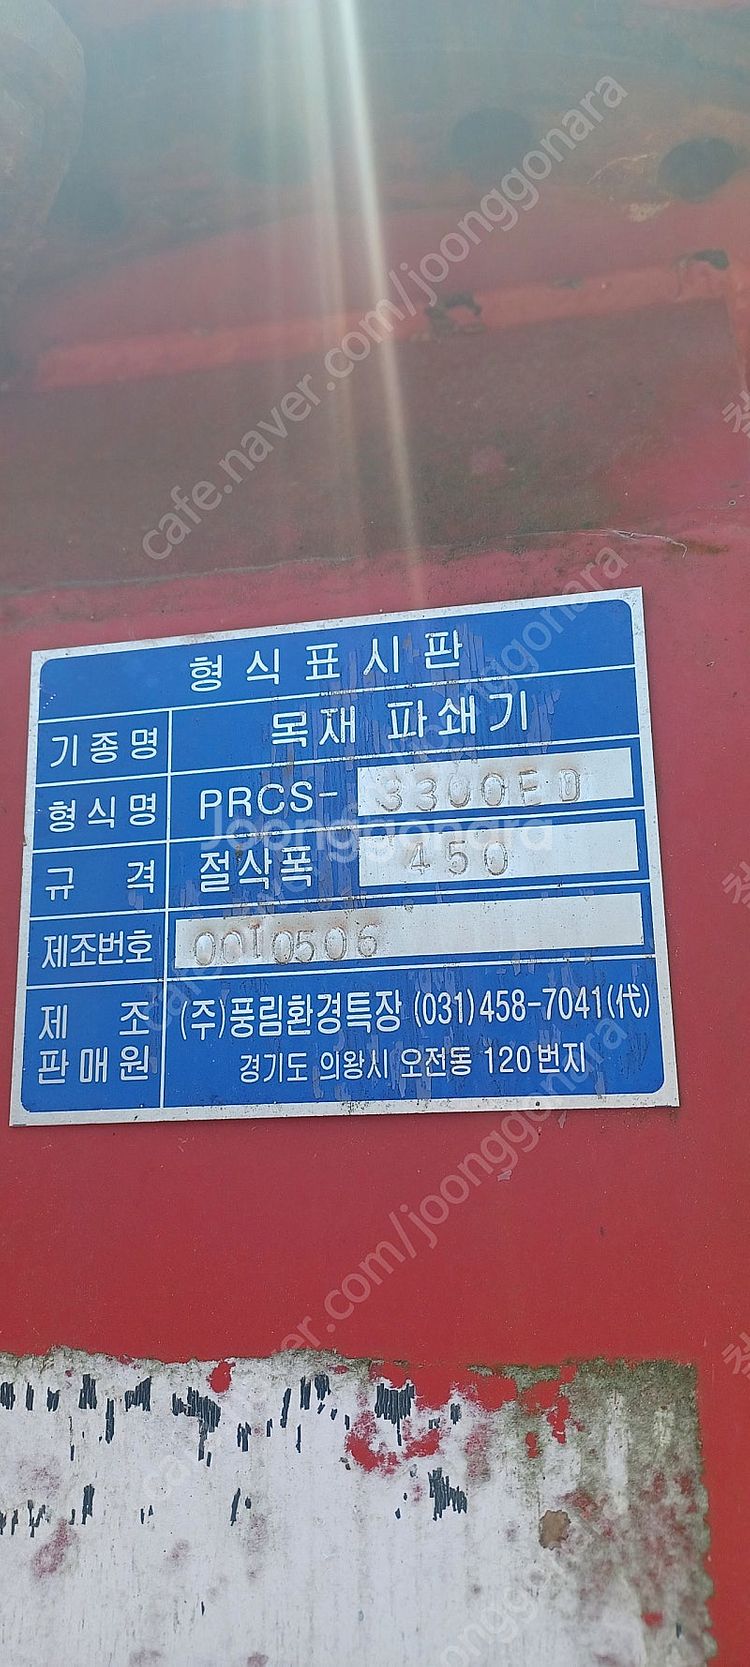 형식표시판
기종명 목재 파쇄기
형식명 PRCS- 3300ED
규격 절삭폭 450
제조번호 0010506
제조 판매원 (주)풍림환경특장 (031)458-7041(代)
경기도 의왕시 오전동 120번지
cafe.naver.com/joonggonara
Joonggonara